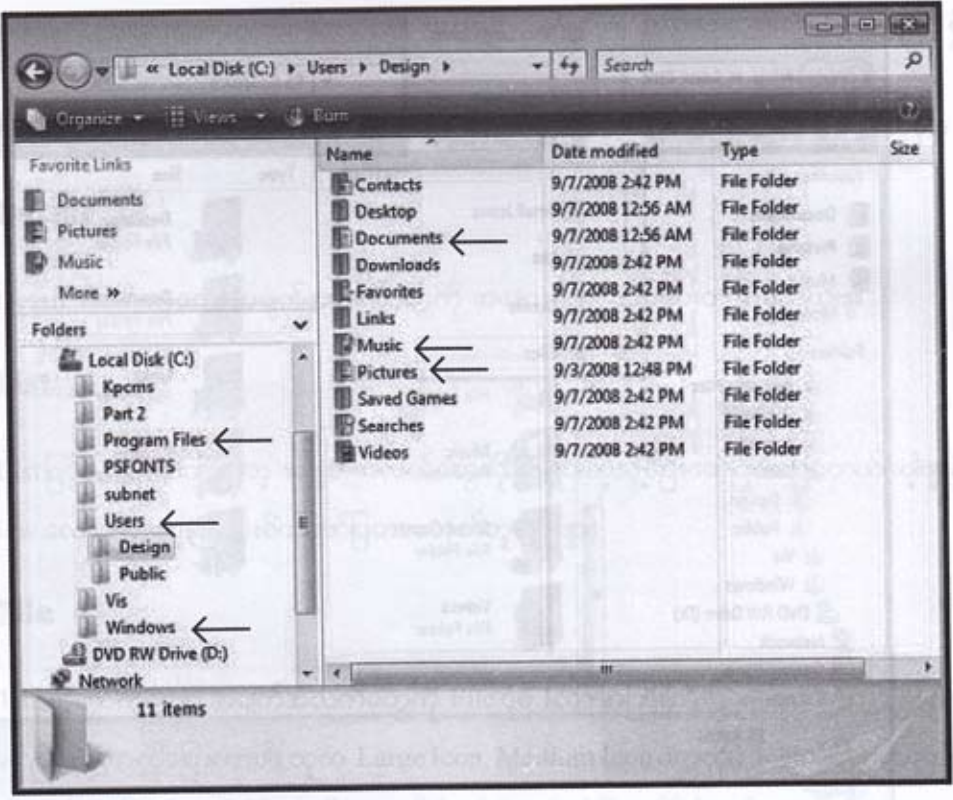 « Local Disk (C:) ▸ Users ▸ Design ▸ Search
Organize Views Burn
Favorite Links
Documents
Pictures
Music
More »
Folders
Local Disk (C:)
Kpcms
Part 2
Program Files
PSFONTS
subnet
Users
Design
Public
Vis
Windows
DVD RW Drive (D:)
Network
Name Date modified Type Size
Contacts 9/7/2008 2:42 PM File Folder
Desktop 9/7/2008 12:56 AM File Folder
Documents 9/7/2008 12:56 AM File Folder
Downloads 9/7/2008 2:42 PM File Folder
Favorites 9/7/2008 2:42 PM File Folder
Links 9/7/2008 2:42 PM File Folder
Music 9/7/2008 2:42 PM File Folder
Pictures 9/3/2008 12:48 PM File Folder
Saved Games 9/7/2008 2:42 PM File Folder
Searches 9/7/2008 2:42 PM File Folder
Videos 9/7/2008 2:42 PM File Folder
11 items